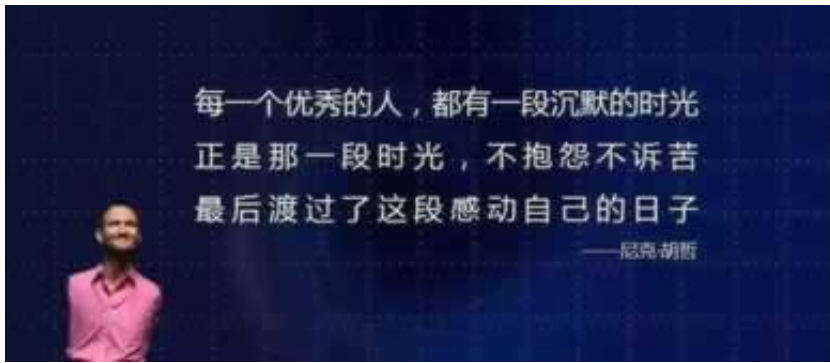 每一个优秀的人，都有一段沉默的时光
正是那一段时光，不抱怨不诉苦
最后渡过了这段感动自己的日子
——尼克·胡哲